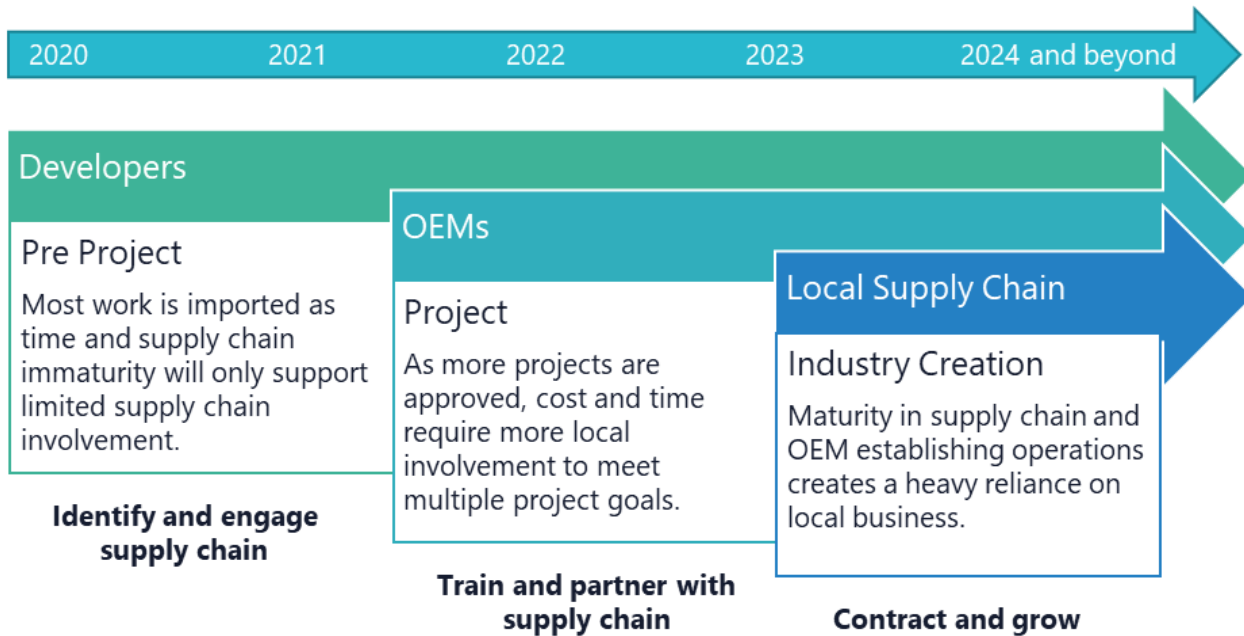 2020 2021 2022 2023 2024 and beyond
Developers
Pre Project
Most work is imported as
time and supply chain
immaturity will only support
limited supply chain
involvement.
Identify and engage
supply chain
OEMs
Project
As more projects are
approved, cost and time
require more local
involvement to meet
multiple project goals.
Train and partner with
supply chain
Local Supply Chain
Industry Creation
Maturity in supply chain and
OEM establishing operations
creates a heavy reliance on
local business.
Contract and grow